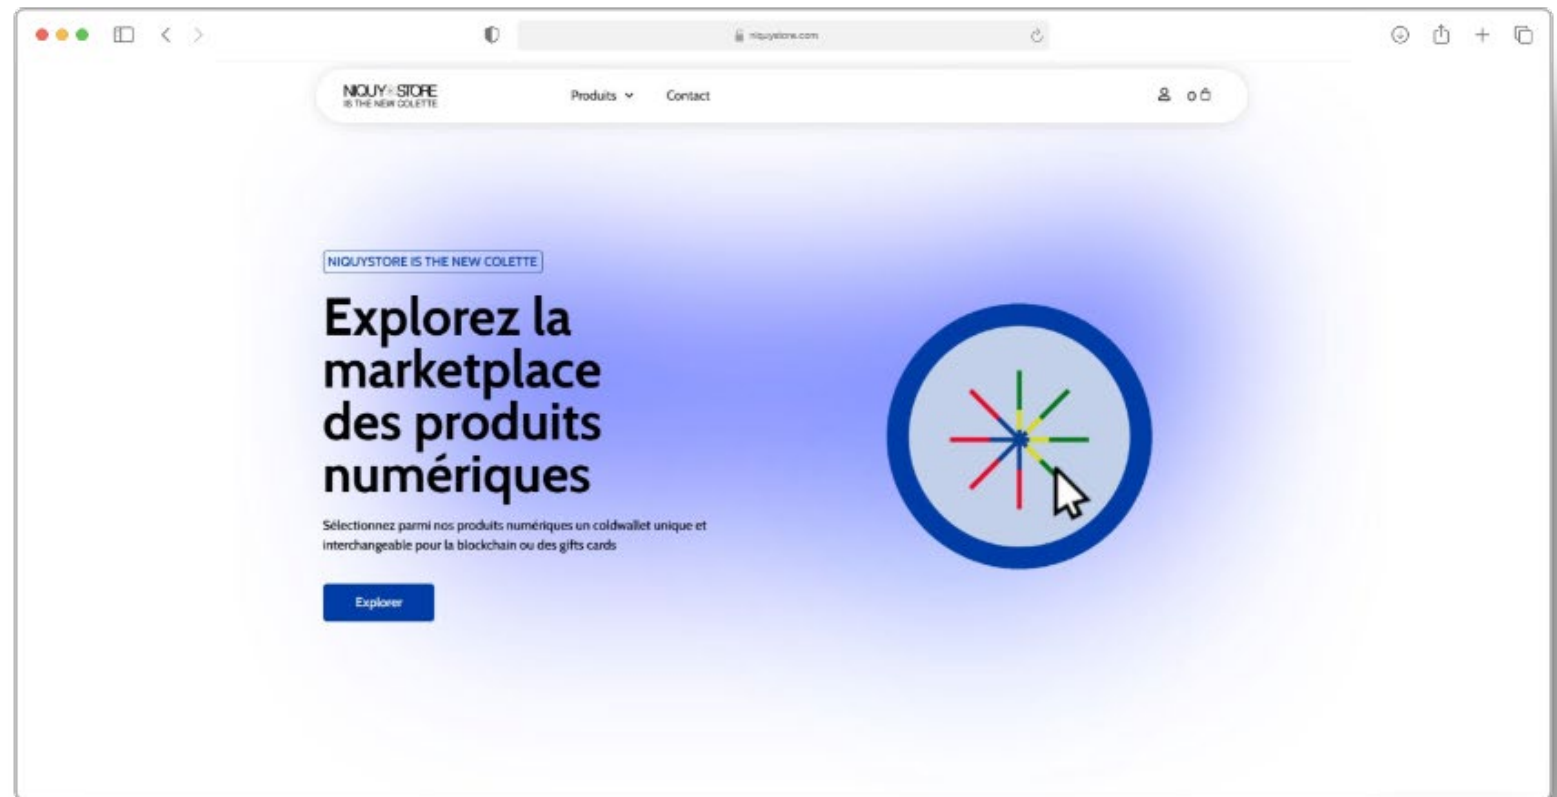 niquystore.com
NIQUY STORE
IS THE NEW COLETTE
Produits
Contact
0
NIQUYSTORE IS THE NEW COLETTE
Explorez la
marketplace
des produits
numériques
Sélectionnez parmi nos produits numériques un coldwallet unique et
interchangeable pour la blockchain ou des gifts cards
Explorer